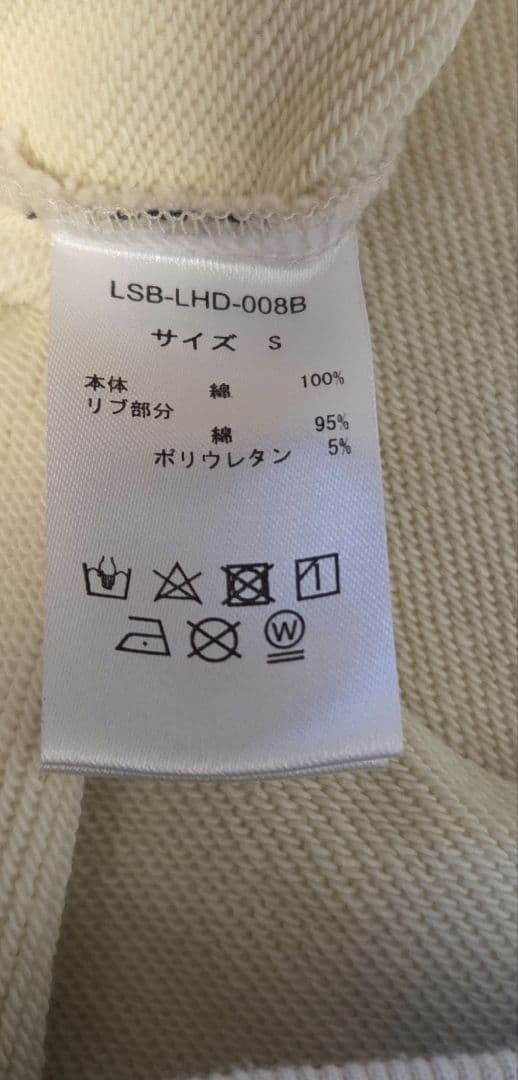 LSB-LHD-008B
サイズ S
本体 綿 100%
リブ部分
綿 95%
ポリウレタン 5%
W